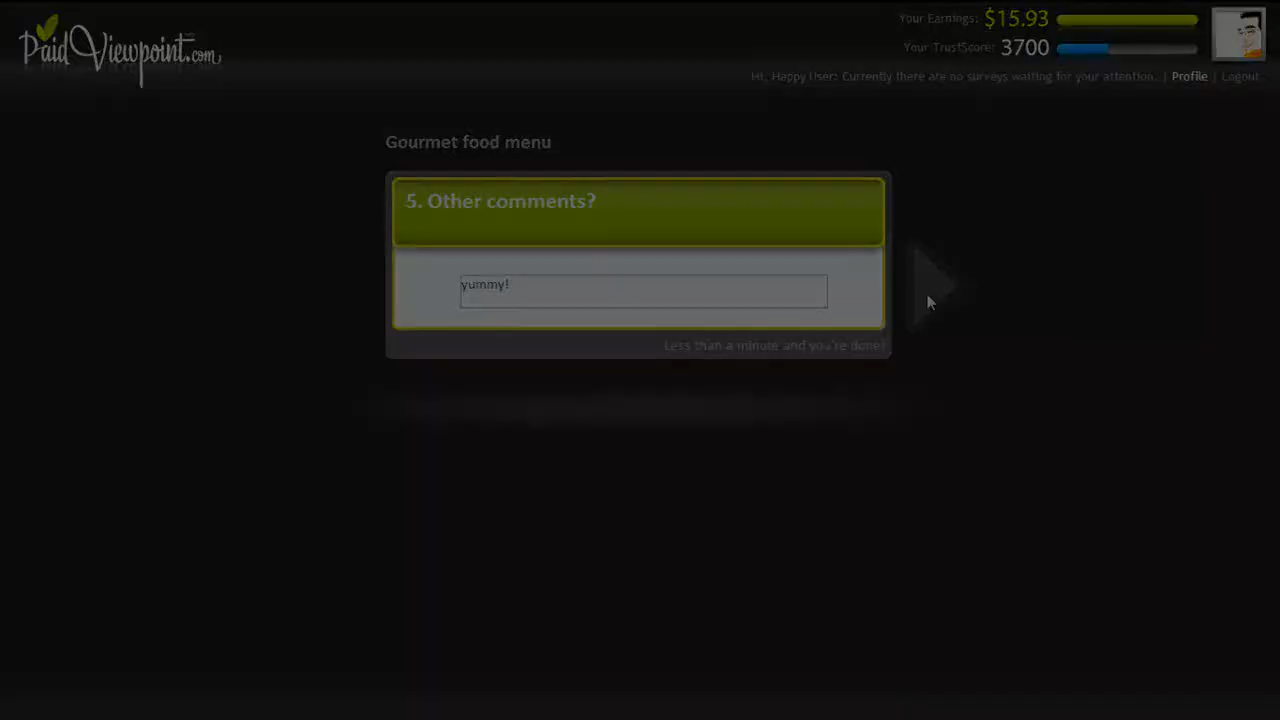 PaidViewpoint.com
Your Earnings: $15.93
Your TrustScore: 3700
Hi, Happy User: Currently there are no surveys waiting for your attention. | Profile | Logout
Gourmet food menu
5. Other comments?
yummy!
Less than a minute and you're done!